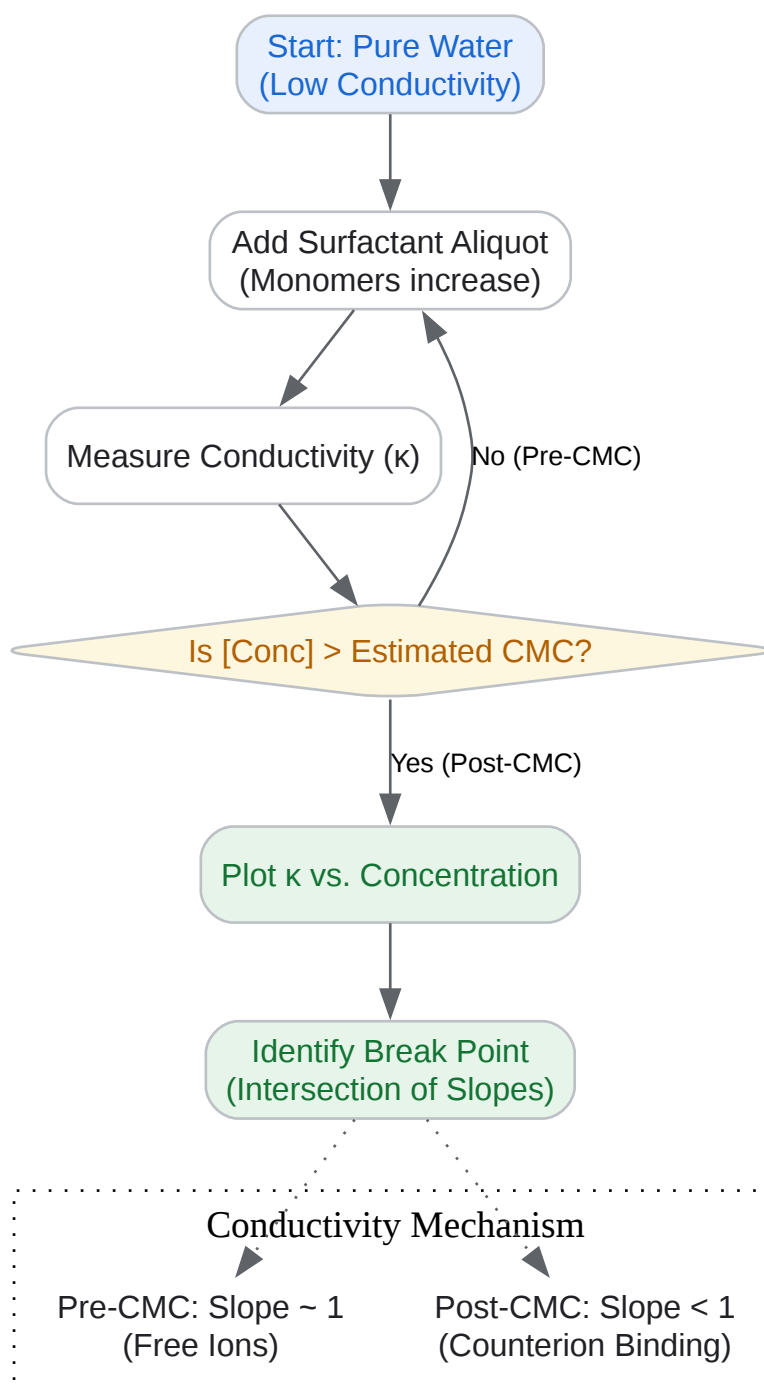 Start: Pure Water
(Low Conductivity)
Add Surfactant Aliquot
(Monomers increase)
Measure Conductivity (κ)
No (Pre-CMC)
Is [Conc] > Estimated CMC?
Yes (Post-CMC)
Plot κ vs. Concentration
Identify Break Point
(Intersection of Slopes)
Conductivity Mechanism
Pre-CMC: Slope ~ 1
(Free Ions)
Post-CMC: Slope < 1
(Counterion Binding)